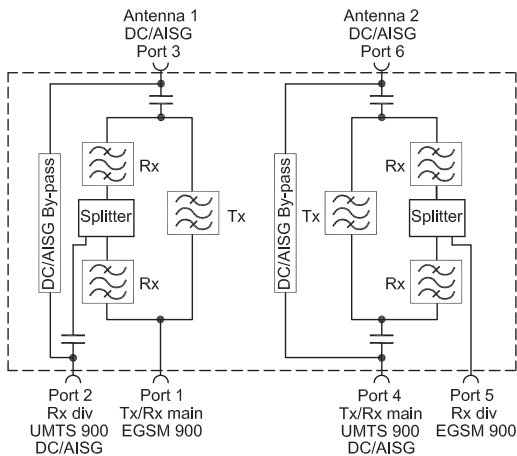 Antenna 1
DC/AISG
Port 3
Antenna 2
DC/AISG
Port 6
DC/AISG By-pass
Rx
Splitter
Tx
Rx
DC/AISG By-pass
Rx
Tx
Splitter
Rx
Port 2
Rx div
UMTS 900
DC/AISG
Port 1
Tx/Rx main
EGSM 900
Port 4
Tx/Rx main
UMTS 900
DC/AISG
Port 5
Rx div
EGSM 900